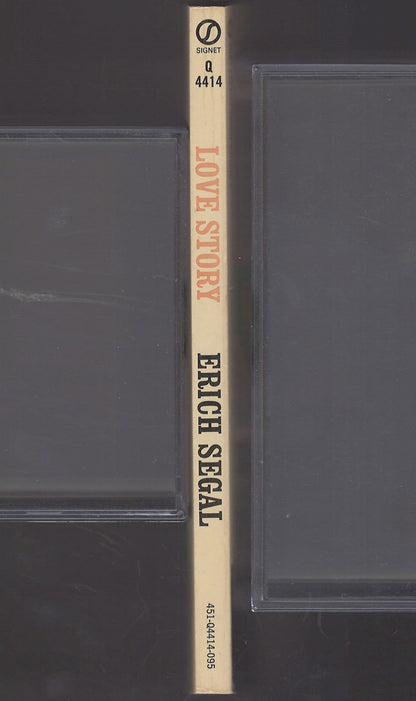 SIGNET
Q
4414
LOVE STORY
ERICH SEGAL
451-Q4414-095